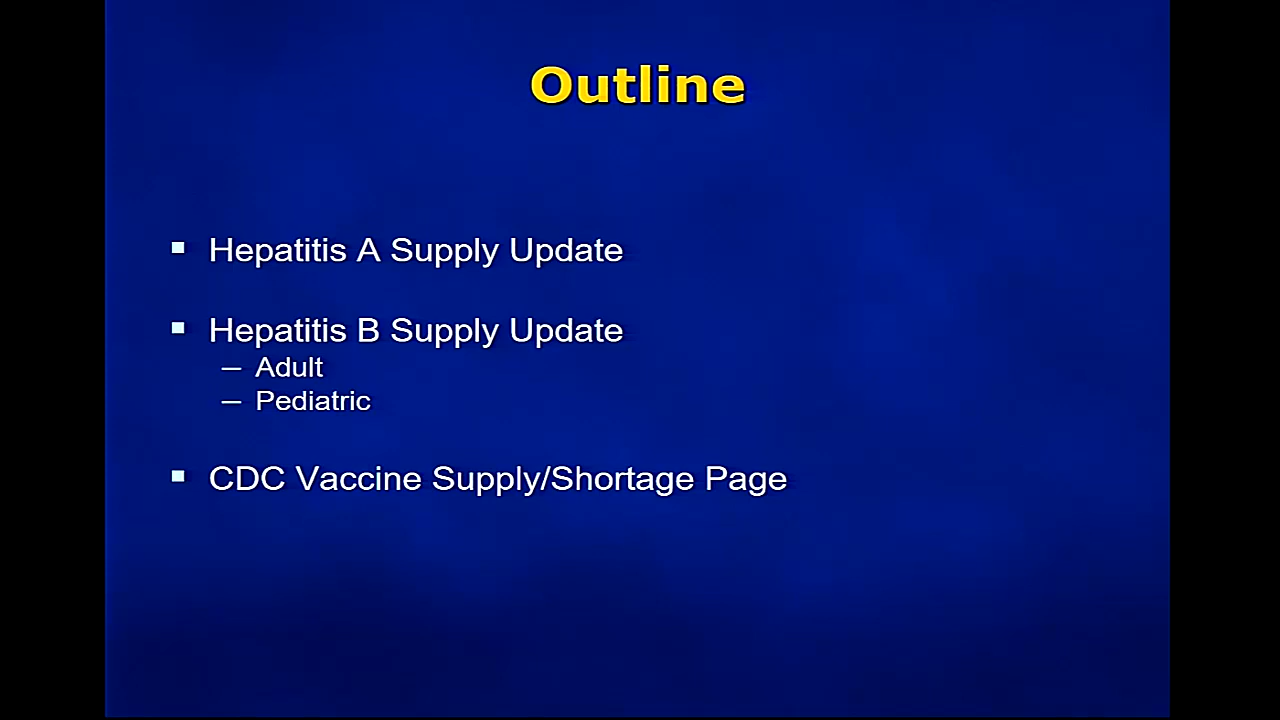 Outline
▪ Hepatitis A Supply Update
▪ Hepatitis B Supply Update
– Adult
– Pediatric
▪ CDC Vaccine Supply/Shortage Page